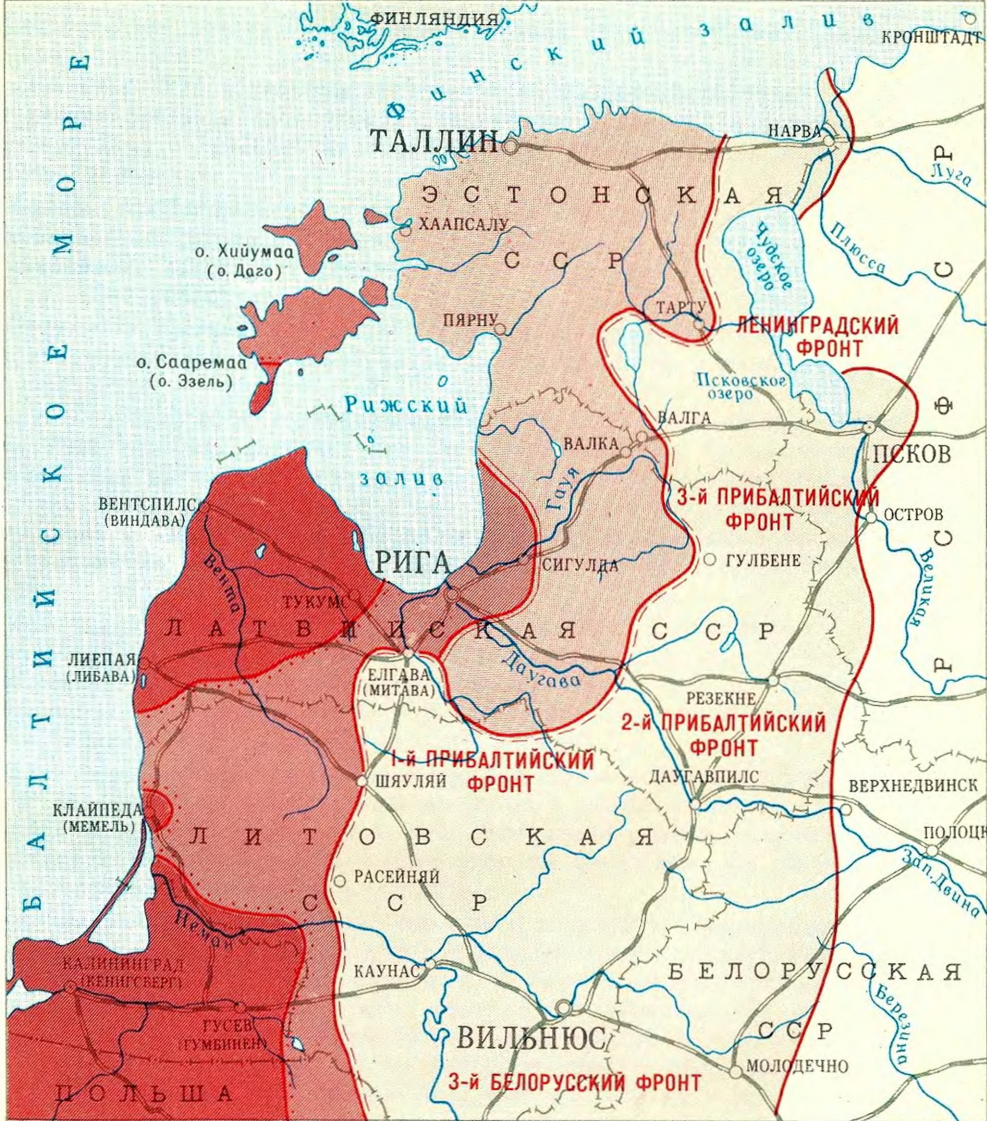 ФИНЛЯНДИЯ
Финский залив
КРОНШТАДТ
БАЛТИЙСКОЕ МОРЕ
ТАЛЛИН
НАРВА
Луга
РСФСР
ЭСТОНСКАЯ
ССР
ХААПСАЛУ
о. Хийумаа
(о. Даго)
Чудское
озеро
Плюсса
ПЯРНУ
ТАРТУ
ЛЕНИНГРАДСКИЙ
ФРОНТ
о. Сааремаа
(о. Эзель)
Псковское
озеро
Рижский
залив
ВАЛГА
ВАЛКА
ПСКОВ
Гауя
3-й ПРИБАЛТИЙСКИЙ
ФРОНТ
ОСТРОВ
ВЕНТСПИЛС
(ВИНДАВА)
Вента
РИГА
СИГУЛДА
ГУЛБЕНЕ
Великая
ТУКУМС
ЛАТВИЙСКАЯ ССР
ЛИЕПАЯ
(ЛИБАВА)
ЕЛГАВА
(МИТАВА)
Даугава
РЕЗЕКНЕ
2-й ПРИБАЛТИЙСКИЙ
ФРОНТ
1-й ПРИБАЛТИЙСКИЙ
ФРОНТ
ШЯУЛЯЙ
ДАУГАВПИЛС
ВЕРХНЕДВИНСК
КЛАЙПЕДА
(МЕМЕЛЬ)
ЛИТОВСКАЯ
ССР
ПОЛОЦК
Зап. Двина
РАСЕЙНЯЙ
Неман
КАЛИНИНГРАД
(КЕНИГСБЕРГ)
КАУНАС
БЕЛОРУССКАЯ
ССР
Березина
ГУСЕВ
(ГУМБИНЕН)
ВИЛЬНЮС
МОЛОДЕЧНО
3-й БЕЛОРУССКИЙ ФРОНТ
ПОЛЬША